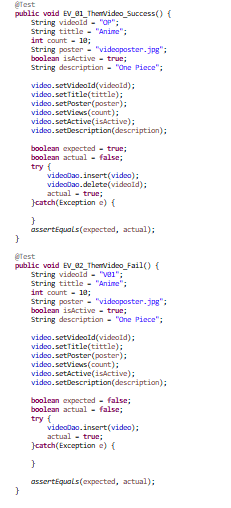 @Test
public void EV_01_ThemVideo_Success() {
String videoId = "OP";
String tittle = "Anime";
int count = 10;
String poster = "videoposter.jpg";
boolean isActive = true;
String description = "One Piece";
video.setVideoId(videoId);
video.setTitle(tittle);
video.setPoster(poster);
video.setViews(count);
video.setActive(isActive);
video.setDescription(description);
boolean expected = true;
boolean actual = false;
try {
videoDao.insert(video);
videoDao.delete(videoId);
actual = true;
}catch(Exception e) {
}
assertEquals(expected, actual);
}
@Test
public void EV_02_ThemVideo_Fail() {
String videoId = "V01";
String tittle = "Anime";
int count = 10;
String poster = "videoposter.jpg";
boolean isActive = true;
String description = "One Piece";
video.setVideoId(videoId);
video.setTitle(tittle);
video.setPoster(poster);
video.setViews(count);
video.setActive(isActive);
video.setDescription(description);
boolean expected = false;
boolean actual = false;
try {
videoDao.insert(video);
actual = true;
}catch(Exception e) {
}
assertEquals(expected, actual);
}